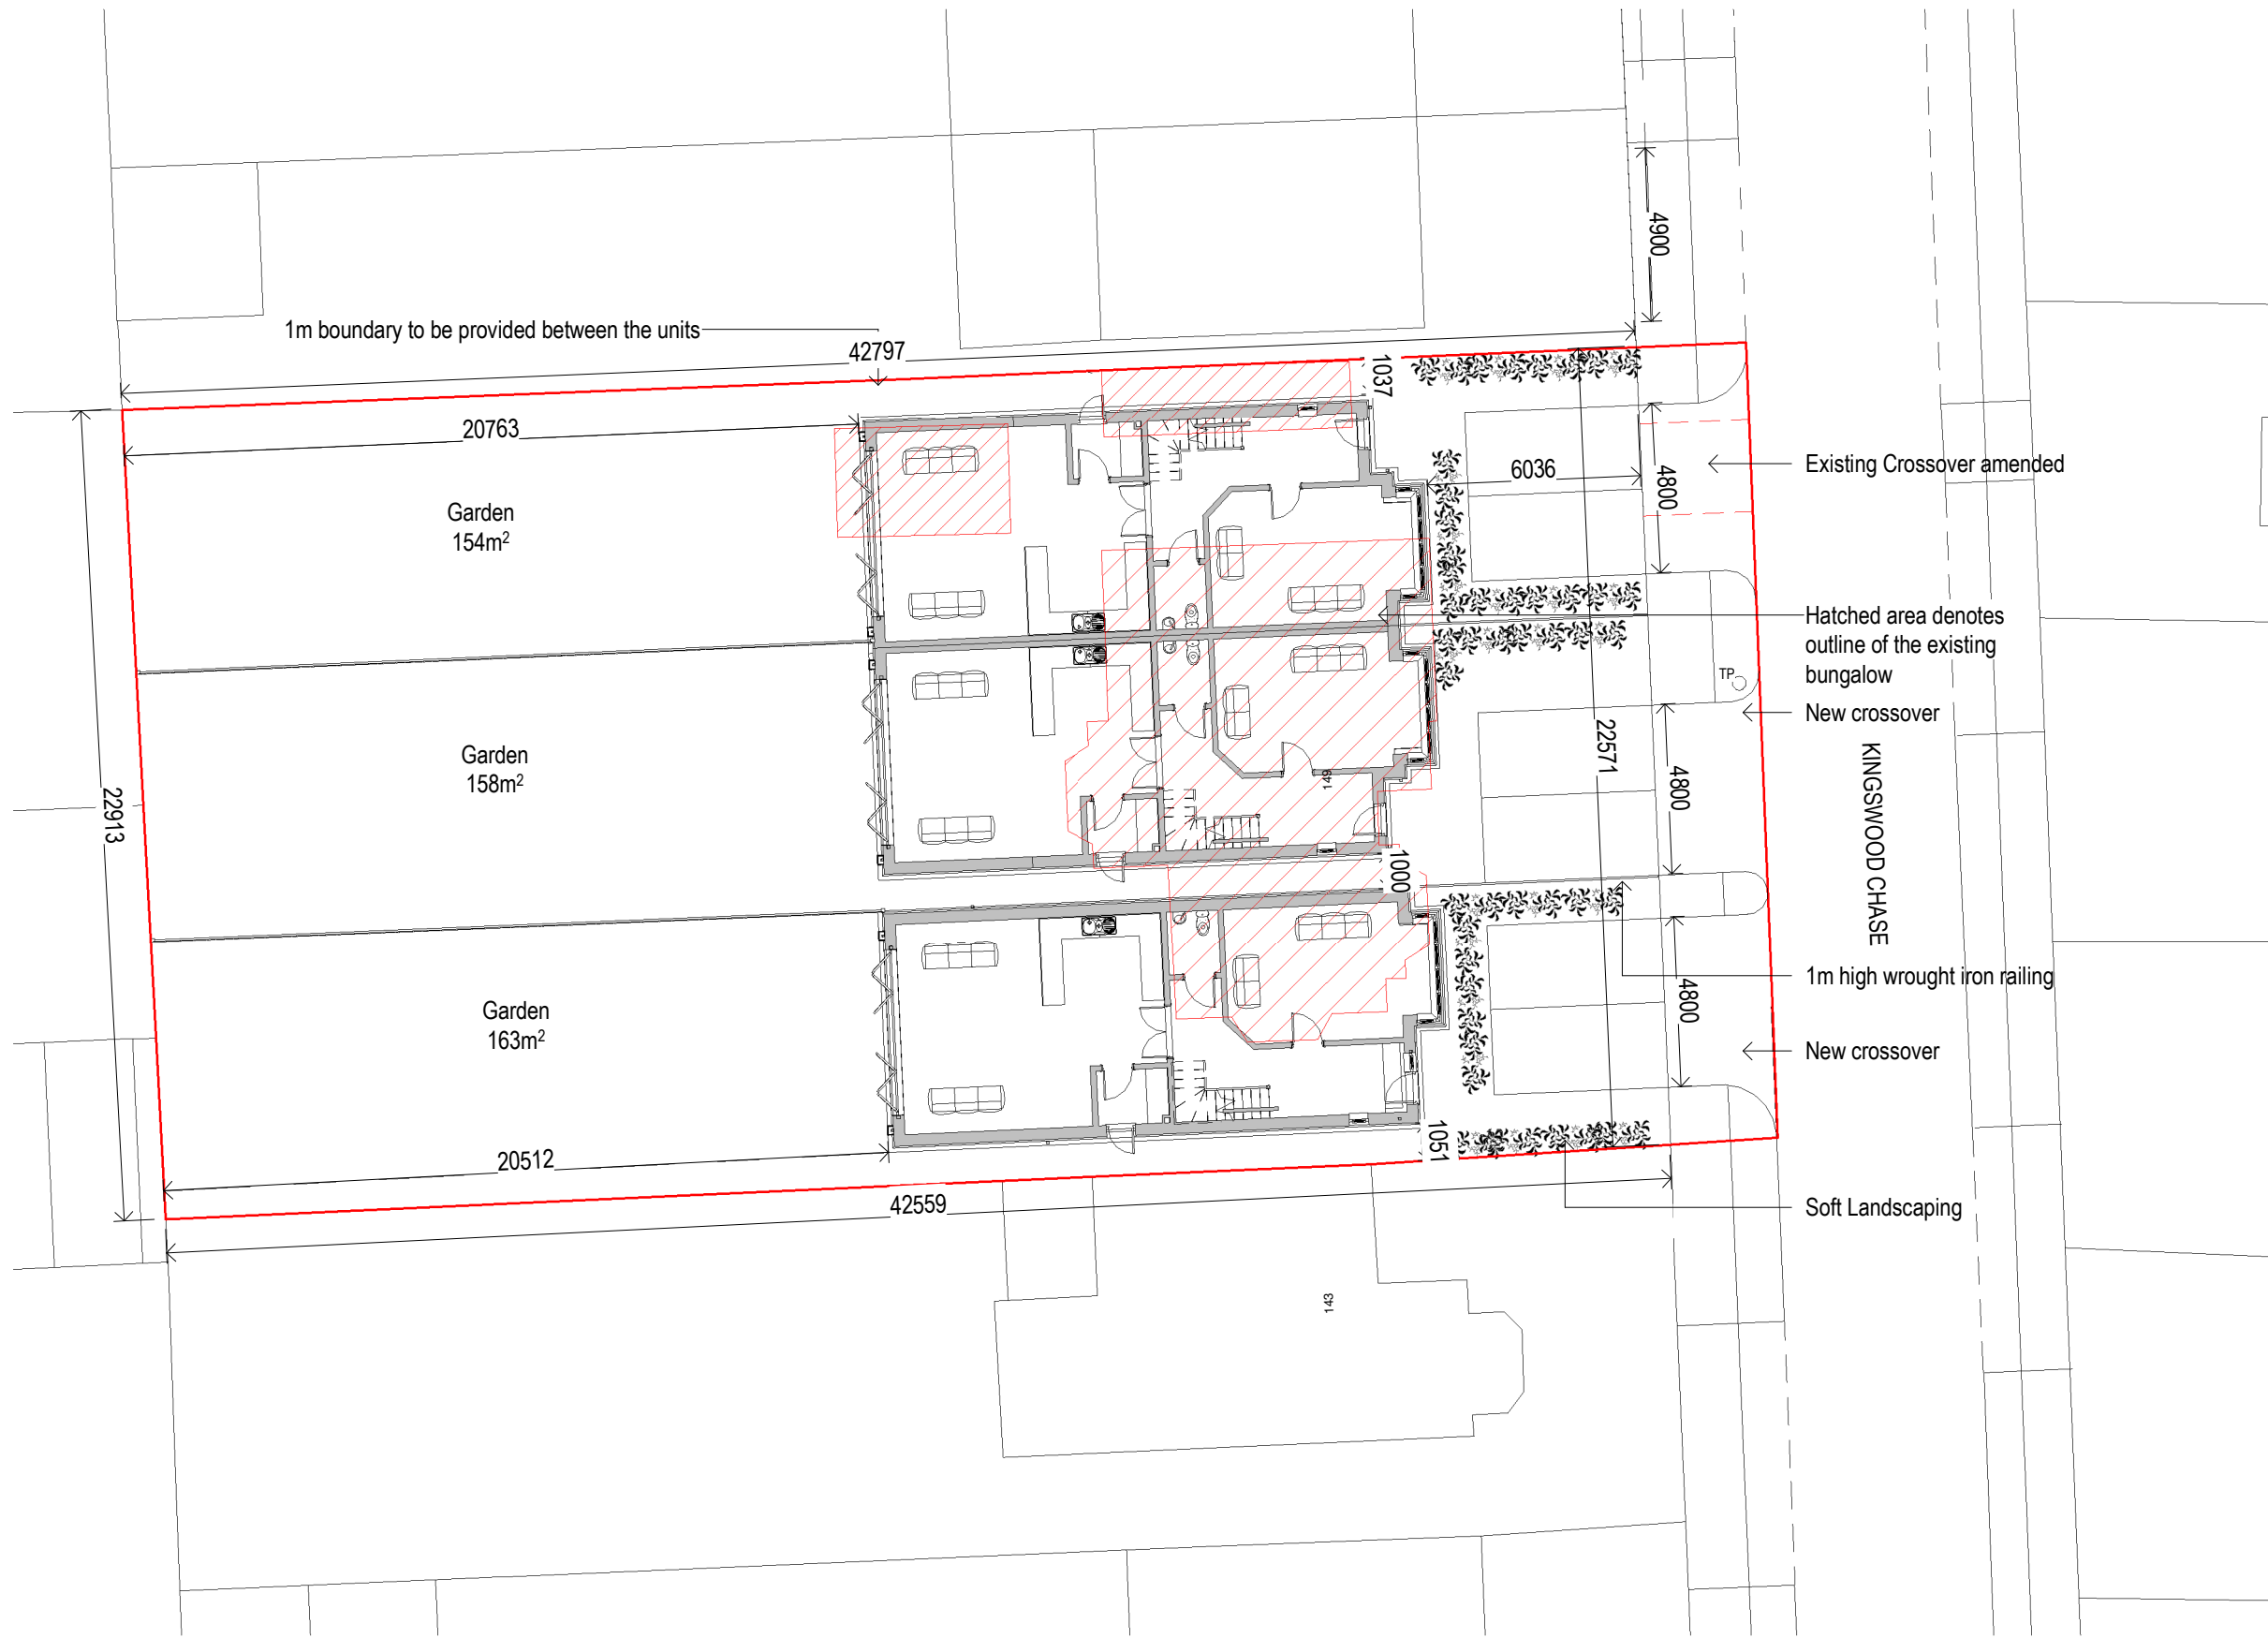 4900
1m boundary to be provided between the units
42797
1037
20763
6036
4800
Existing Crossover amended
Garden
154m²
Hatched area denotes
outline of the existing
bungalow
TP
New crossover
22571
Garden
158m²
149
4800
22913
KINGSWOOD CHASE
1000
1m high wrought iron railing
4800
Garden
163m²
New crossover
1051
20512
42559
Soft Landscaping
143